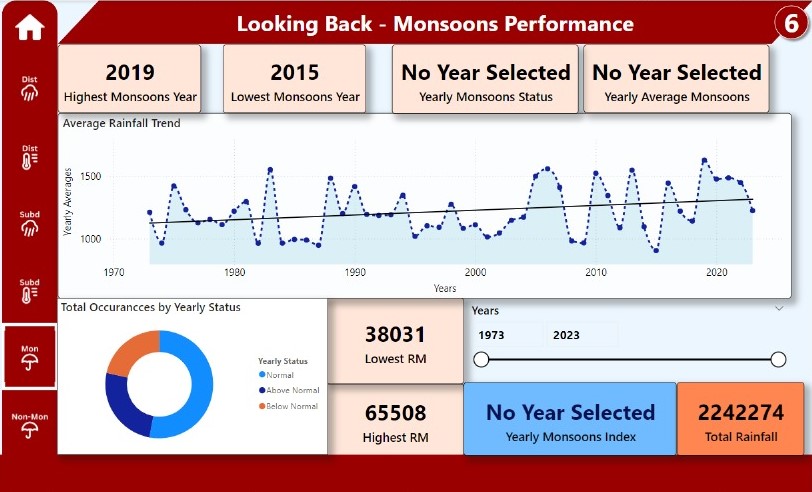 Looking Back - Monsoons Performance
6
Dist
Dist
Subd
Subd
Mon
Non-Mon
2019
Highest Monsoons Year
2015
Lowest Monsoons Year
No Year Selected
Yearly Monsoons Status
No Year Selected
Yearly Average Monsoons
Average Rainfall Trend
Yearly Averages
1500
1000
1970
1980
1990
2000
2010
2020
Years
Total Occurancces by Yearly Status
Yearly Status
Normal
Above Normal
Below Normal
38031
Lowest RM
65508
Highest RM
Years
1973
2023
No Year Selected
Yearly Monsoons Index
2242274
Total Rainfall